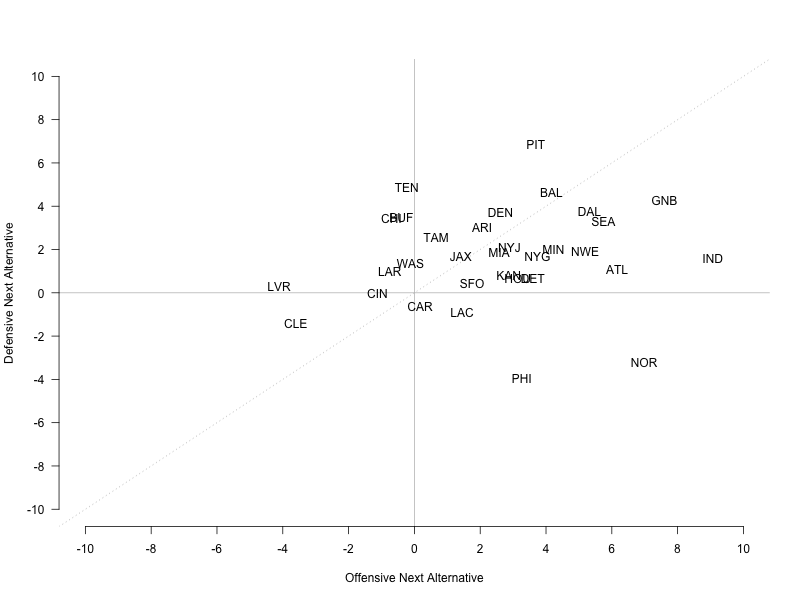 10
8
6
4
2
0
-2
-4
-6
-8
-10
Defensive Next Alternative
PIT
TEN
BAL
GNB
DEN
DAL
CHI
BUF
SEA
ARI
TAM
NYJ
MIN
MIA
NWE
JAX
NYG
IND
WAS
LAR
ATL
KAN
HOU
DET
SFO
LVR
CIN
CAR
LAC
CLE
NOR
PHI
-10 -8 -6 -4 -2 0 2 4 6 8 10
Offensive Next Alternative